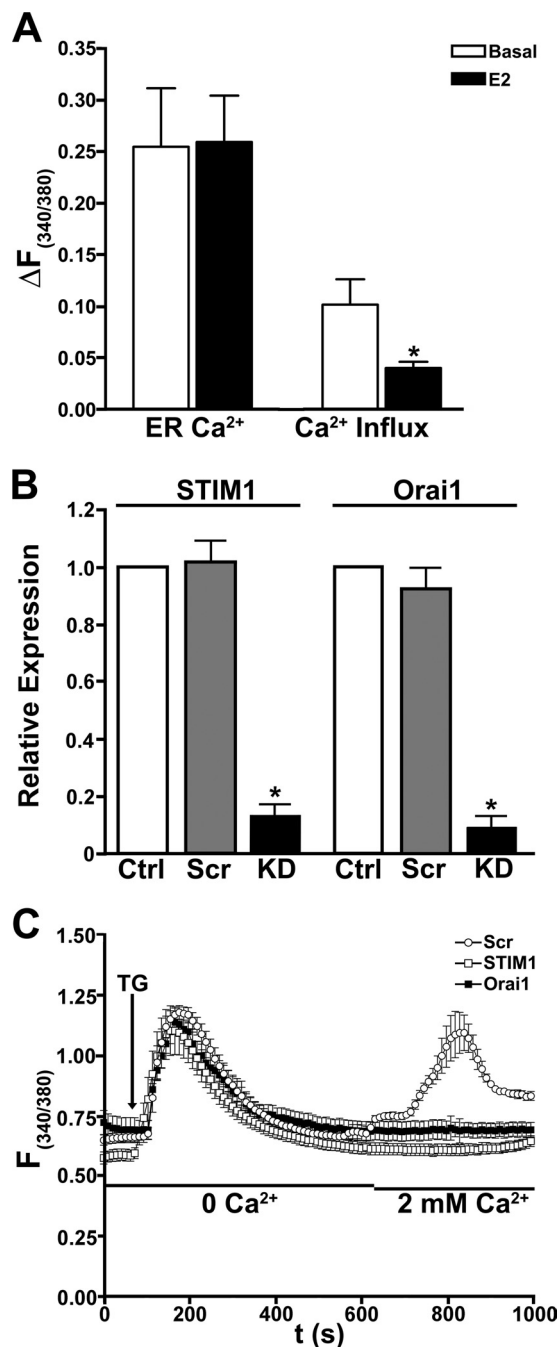 A
Basal
E2
0.35
0.30
0.25
0.20
0.15
0.10
0.05
0.00
ΔF(340/380)
*
ER Ca²⁺ Ca²⁺ Influx
B
STIM1 Orai1
1.2
1.0
0.8
0.6
0.4
0.2
0
Relative Expression
* *
Ctrl Scr KD Ctrl Scr KD
C
Scr
STIM1
Orai1
TG
1.50
1.25
1.00
0.75
0.50
0.25
0.00
F(340/380)
0 Ca²⁺ 2 mM Ca²⁺
0 200 400 600 800 1000
t (s)